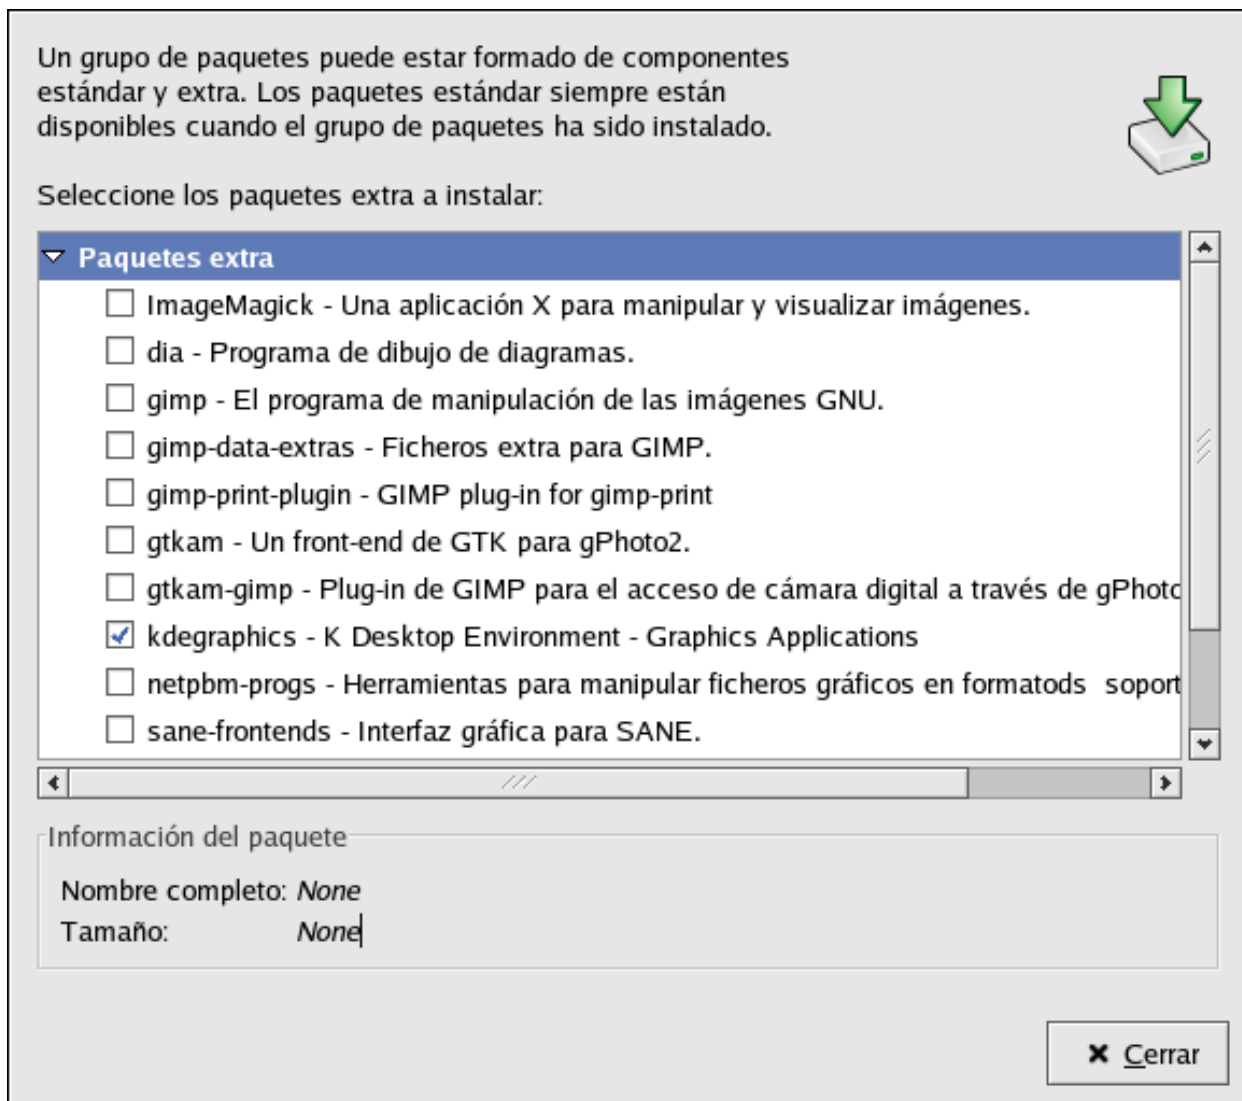 Un grupo de paquetes puede estar formado de componentes
estándar y extra. Los paquetes estándar siempre están
disponibles cuando el grupo de paquetes ha sido instalado.
Seleccione los paquetes extra a instalar:
Paquetes extra
ImageMagick - Una aplicación X para manipular y visualizar imágenes.
dia - Programa de dibujo de diagramas.
gimp - El programa de manipulación de las imágenes GNU.
gimp-data-extras - Ficheros extra para GIMP.
gimp-print-plugin - GIMP plug-in for gimp-print
gtkam - Un front-end de GTK para gPhoto2.
gtkam-gimp - Plug-in de GIMP para el acceso de cámara digital a través de gPhoto
kdegraphics - K Desktop Environment - Graphics Applications
netpbm-progs - Herramientas para manipular ficheros gráficos en formatods  soport
sane-frontends - Interfaz gráfica para SANE.
Información del paquete
Nombre completo: None
Tamaño: None
Cerrar